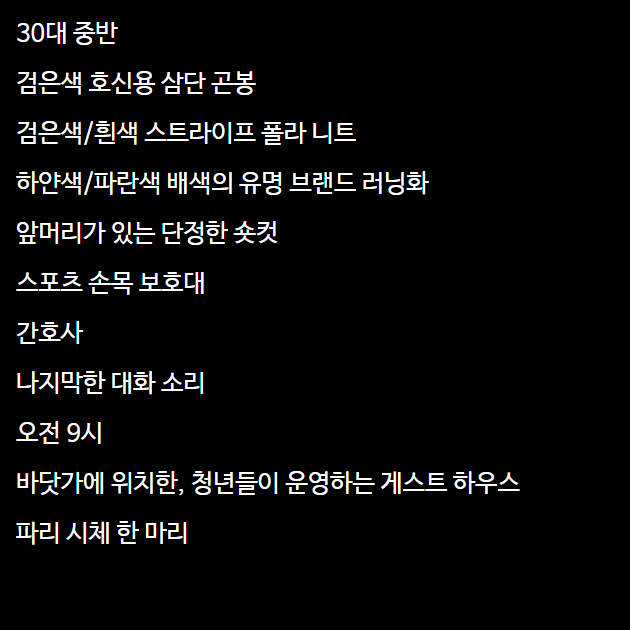 30대 중반
검은색 호신용 삼단 곤봉
검은색/흰색 스트라이프 폴라 니트
하얀색/파란색 배색의 유명 브랜드 러닝화
앞머리가 있는 단정한 숏컷
스포츠 손목 보호대
간호사
나지막한 대화 소리
오전 9시
바닷가에 위치한, 청년들이 운영하는 게스트 하우스
파리 시체 한 마리